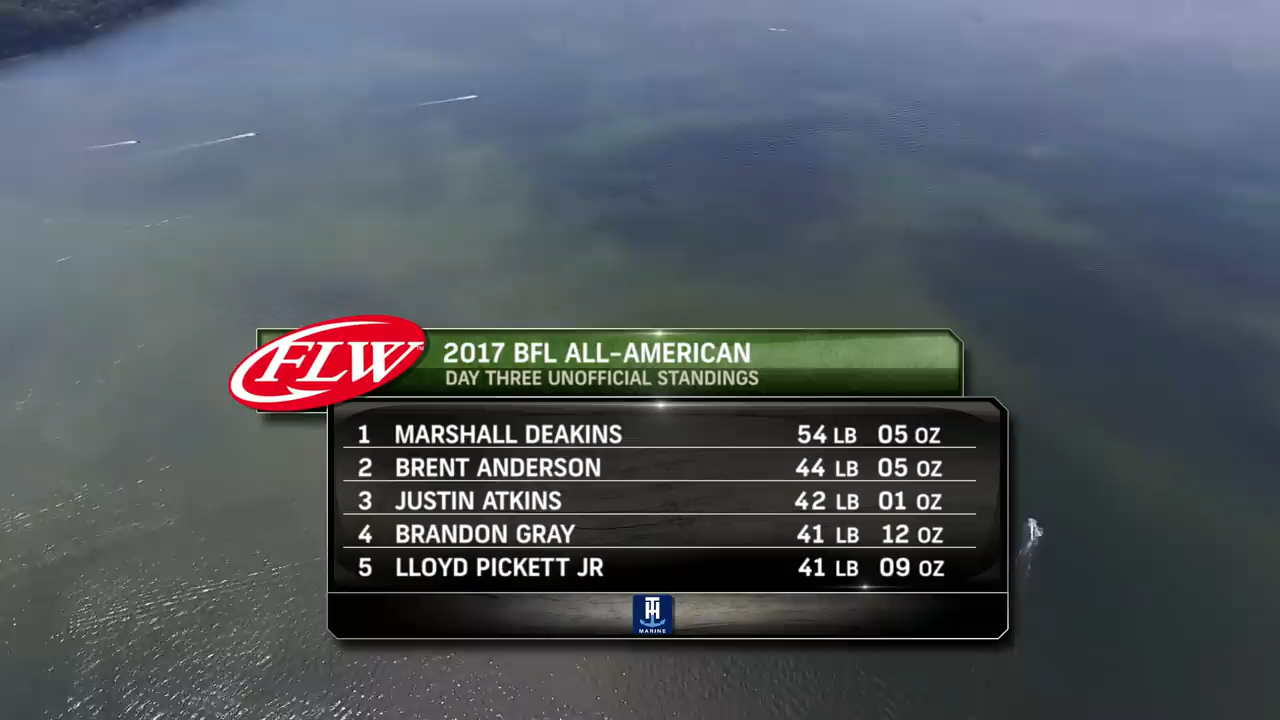 FLW
2017 BFL ALL-AMERICAN
DAY THREE UNOFFICIAL STANDINGS
1 MARSHALL DEAKINS 54 LB 05 OZ
2 BRENT ANDERSON 44 LB 05 OZ
3 JUSTIN ATKINS 42 LB 01 OZ
4 BRANDON GRAY 41 LB 12 OZ
5 LLOYD PICKETT JR 41 LB 09 OZ
TH
MARINE